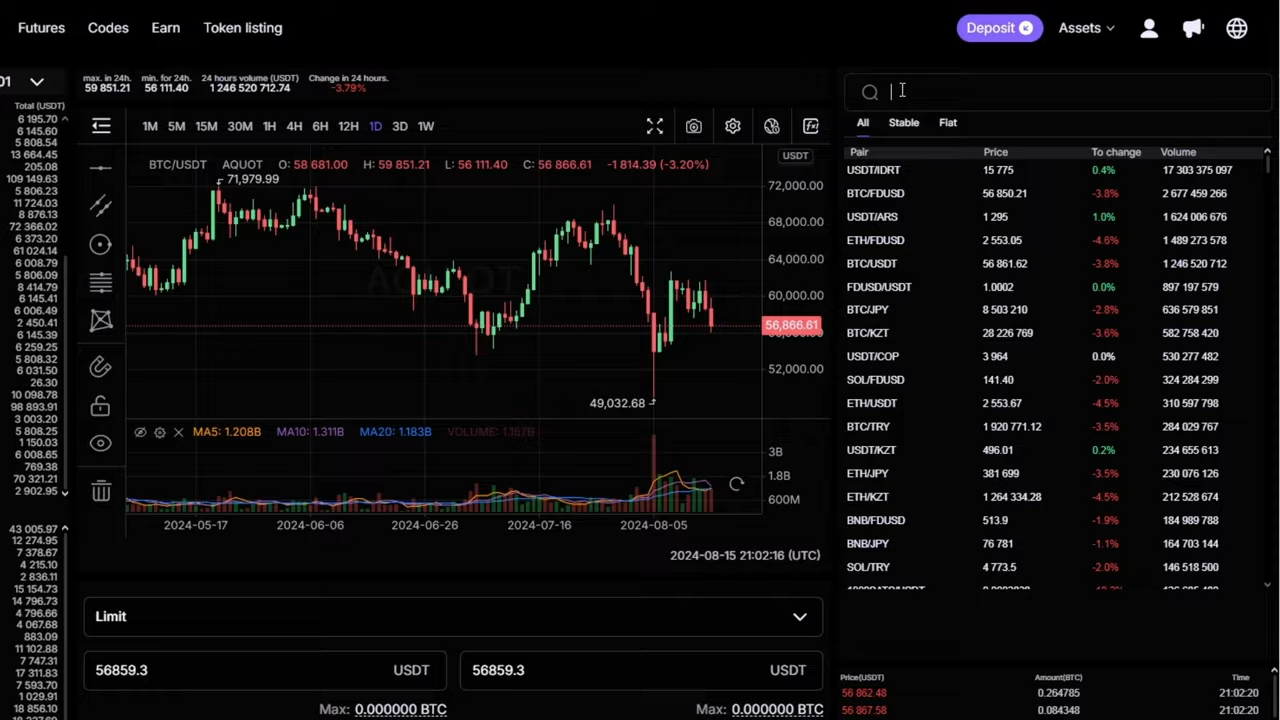 Futures Codes Earn Token listing Deposit Assets
01
max. in 24h. min. for 24h. 24 hours volume (USDT) Change in 24 hours.
59 851.21 56 111.40 1 246 520 712.74 -3.79%
Total (USDT)
6 195.70
6 145.60
5 808.54
13 664.45
205.08
109 149.63
5 806.23
11 724.03
8 876.13
72 366.02
6 373.20
61 024.14
6 008.79
5 806.09
8 414.79
6 145.41
6 006.49
2 450.41
6 145.39
6 259.25
5 808.32
6 031.50
26.30
10 098.78
98 893.91
3 003.20
5 808.25
1 150.03
6 008.65
769.38
70 321.21
2 902.95
43 005.97
12 274.95
7 378.67
4 215.10
2 836.11
15 154.73
14 796.73
4 796.66
4 067.68
883.09
11 102.88
7 747.31
17 311.83
7 593.70
1 029.91
18 856.10
1M 5M 15M 30M 1H 4H 6H 12H 1D 3D 1W
BTC/USDT AQUOT O: 58 681.00 H: 59 851.21 L: 56 111.40 C: 56 866.61 -1 814.39 (-3.20%)
USDT
71,979.99
72,000.00
68,000.00
64,000.00
AQUOT
60,000.00
56,866.61
52,000.00
49,032.68
MA5: 1.208B MA10: 1.311B MA20: 1.183B VOLUME: 1.157B
3B
1.8B
600M
2024-05-17 2024-06-06 2024-06-26 2024-07-16 2024-08-05
2024-08-15 21:02:16 (UTC)
Limit
56859.3 USDT 56859.3 USDT
Max: 0.000000 BTC Max: 0.000000 BTC
All Stable Fiat
Pair Price To change Volume
USDT/IDRT 15 775 0.4% 17 303 375 097
BTC/FDUSD 56 850.21 -3.8% 2 677 459 266
USDT/ARS 1 295 1.0% 1 624 006 676
ETH/FDUSD 2 553.05 -4.6% 1 489 273 578
BTC/USDT 56 861.62 -3.8% 1 246 520 712
FDUSD/USDT 1.0002 0.0% 897 197 579
BTC/JPY 8 503 210 -2.8% 636 579 851
BTC/KZT 28 226 769 -3.6% 582 758 420
USDT/COP 3 964 0.0% 530 277 482
SOL/FDUSD 141.40 -2.0% 324 284 299
ETH/USDT 2 553.67 -4.5% 310 597 798
BTC/TRY 1 920 771.12 -3.5% 284 029 767
USDT/KZT 496.01 0.2% 234 655 613
ETH/JPY 381 699 -3.5% 230 076 126
ETH/KZT 1 264 334.28 -4.5% 212 528 674
BNB/FDUSD 513.9 -1.9% 184 989 788
BNB/JPY 76 781 -1.1% 164 703 144
SOL/TRY 4 773.5 -2.0% 146 518 500
Price(USDT) Amount(BTC) Time
56 862.48 0.264785 21:02:20
56 867.58 0.084348 21:02:20